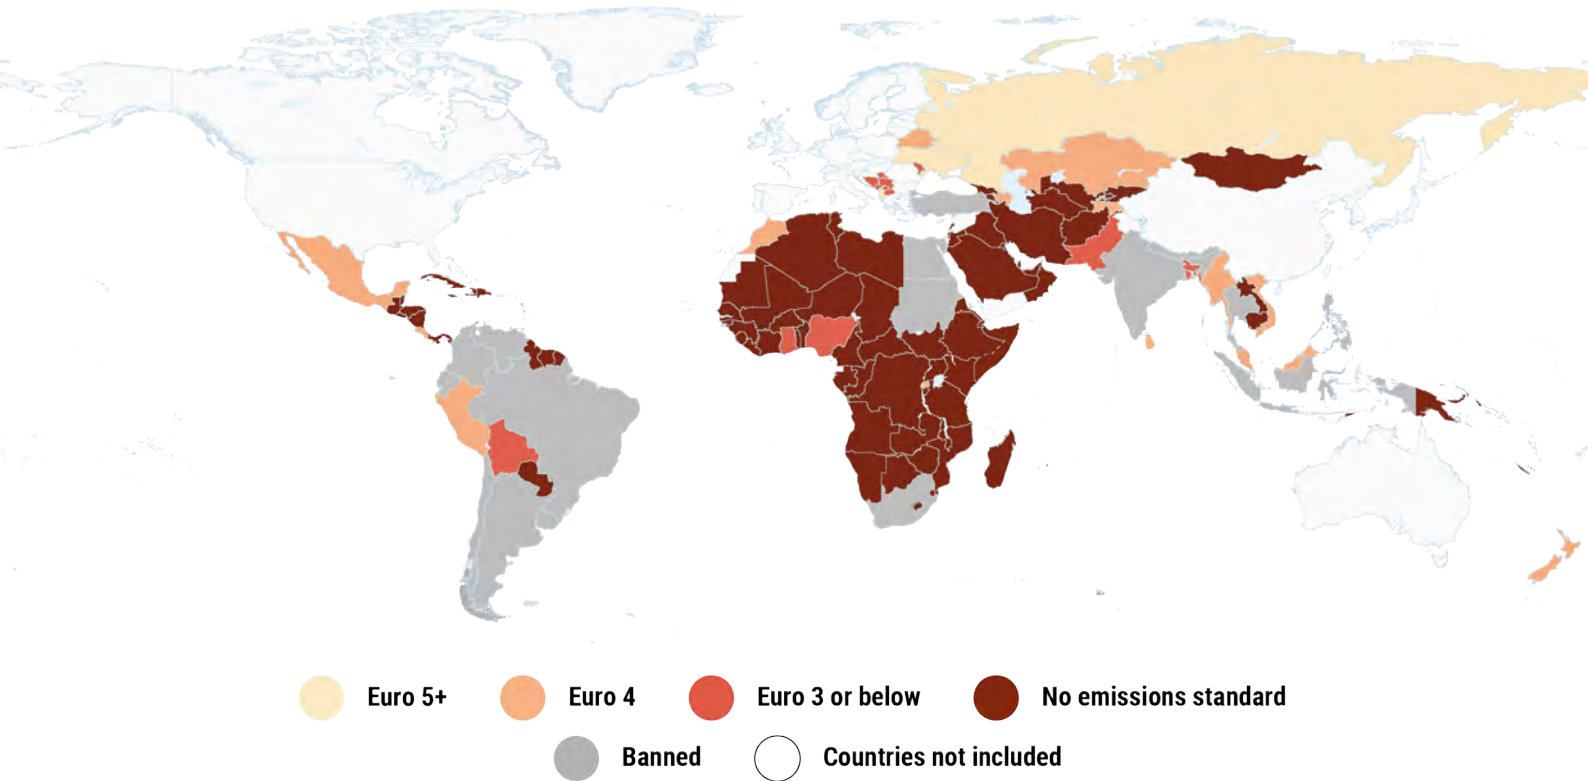 Euro 5+ Euro 4 Euro 3 or below No emissions standard
Banned Countries not included